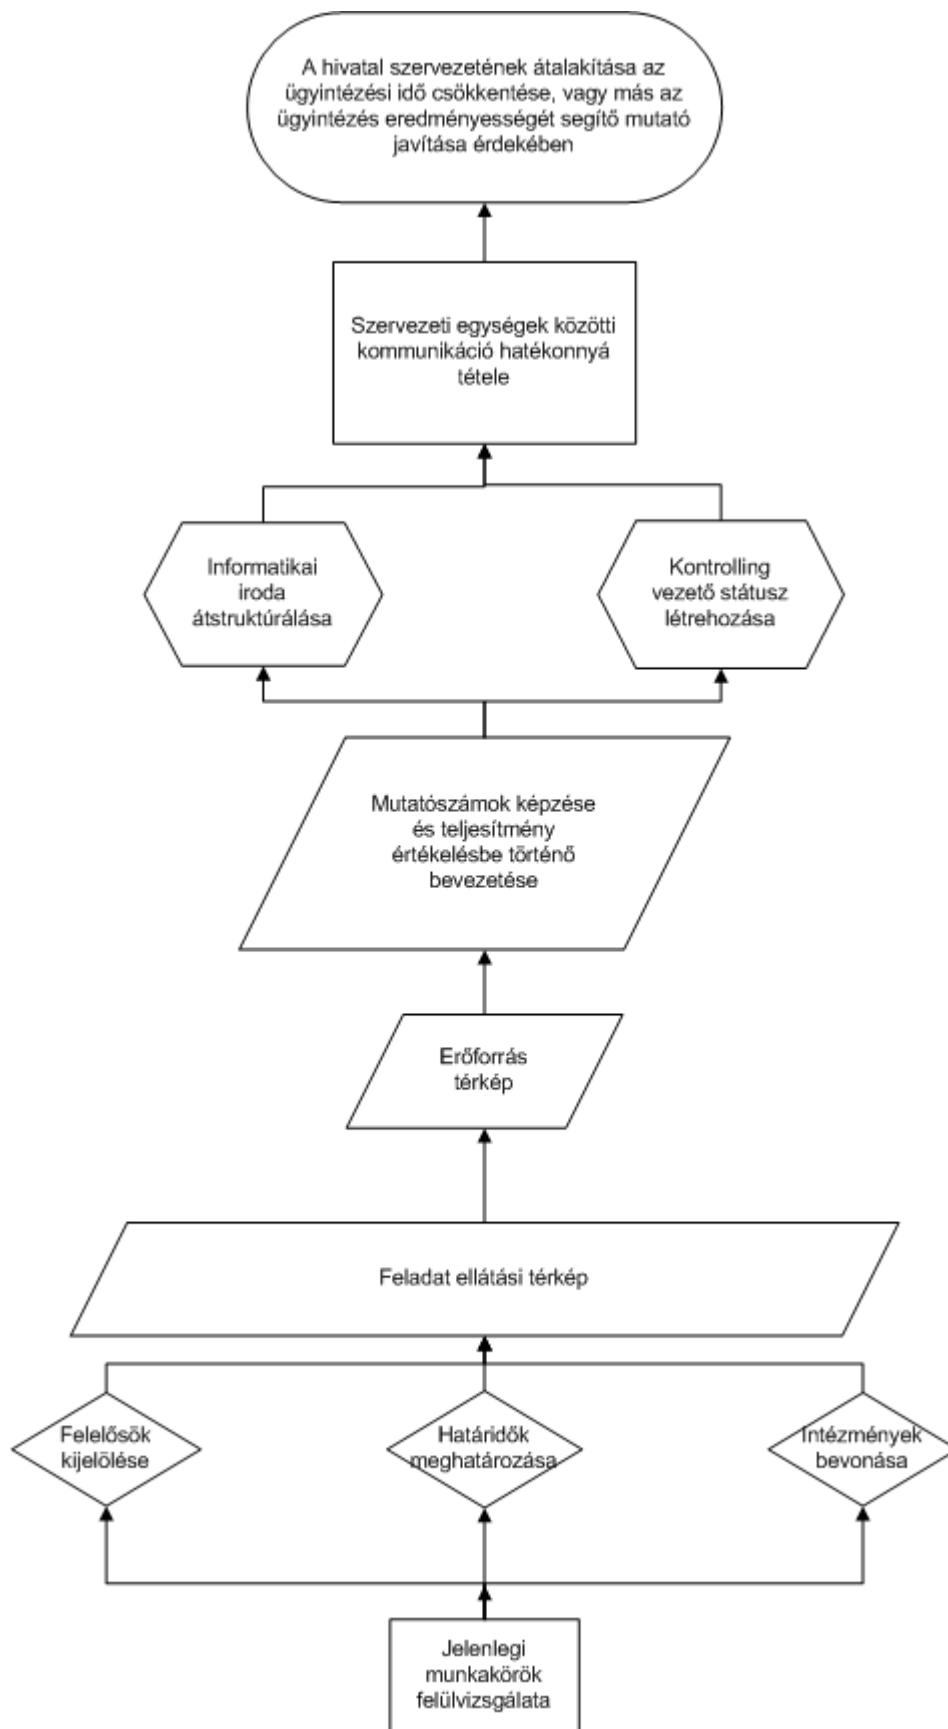 A hivatal szervezetének átalakítása az
ügyintézési idő csökkentése, vagy más az
ügyintézés eredményességét segítő mutató
javítása érdekében
Szervezeti egységek közötti
kommunikáció hatékonnyá
tétele
Informatikai
iroda
átstruktúrálása
Kontrolling
vezető státusz
létrehozása
Mutatószámok képzése
és teljesítmény
értékelésbe történő
bevezetése
Erőforrás
térkép
Feladat ellátási térkép
Felelősök
kijelölése
Határidők
meghatározása
Intézmények
bevonása
Jelenlegi
munkakörök
felülvizsgálata